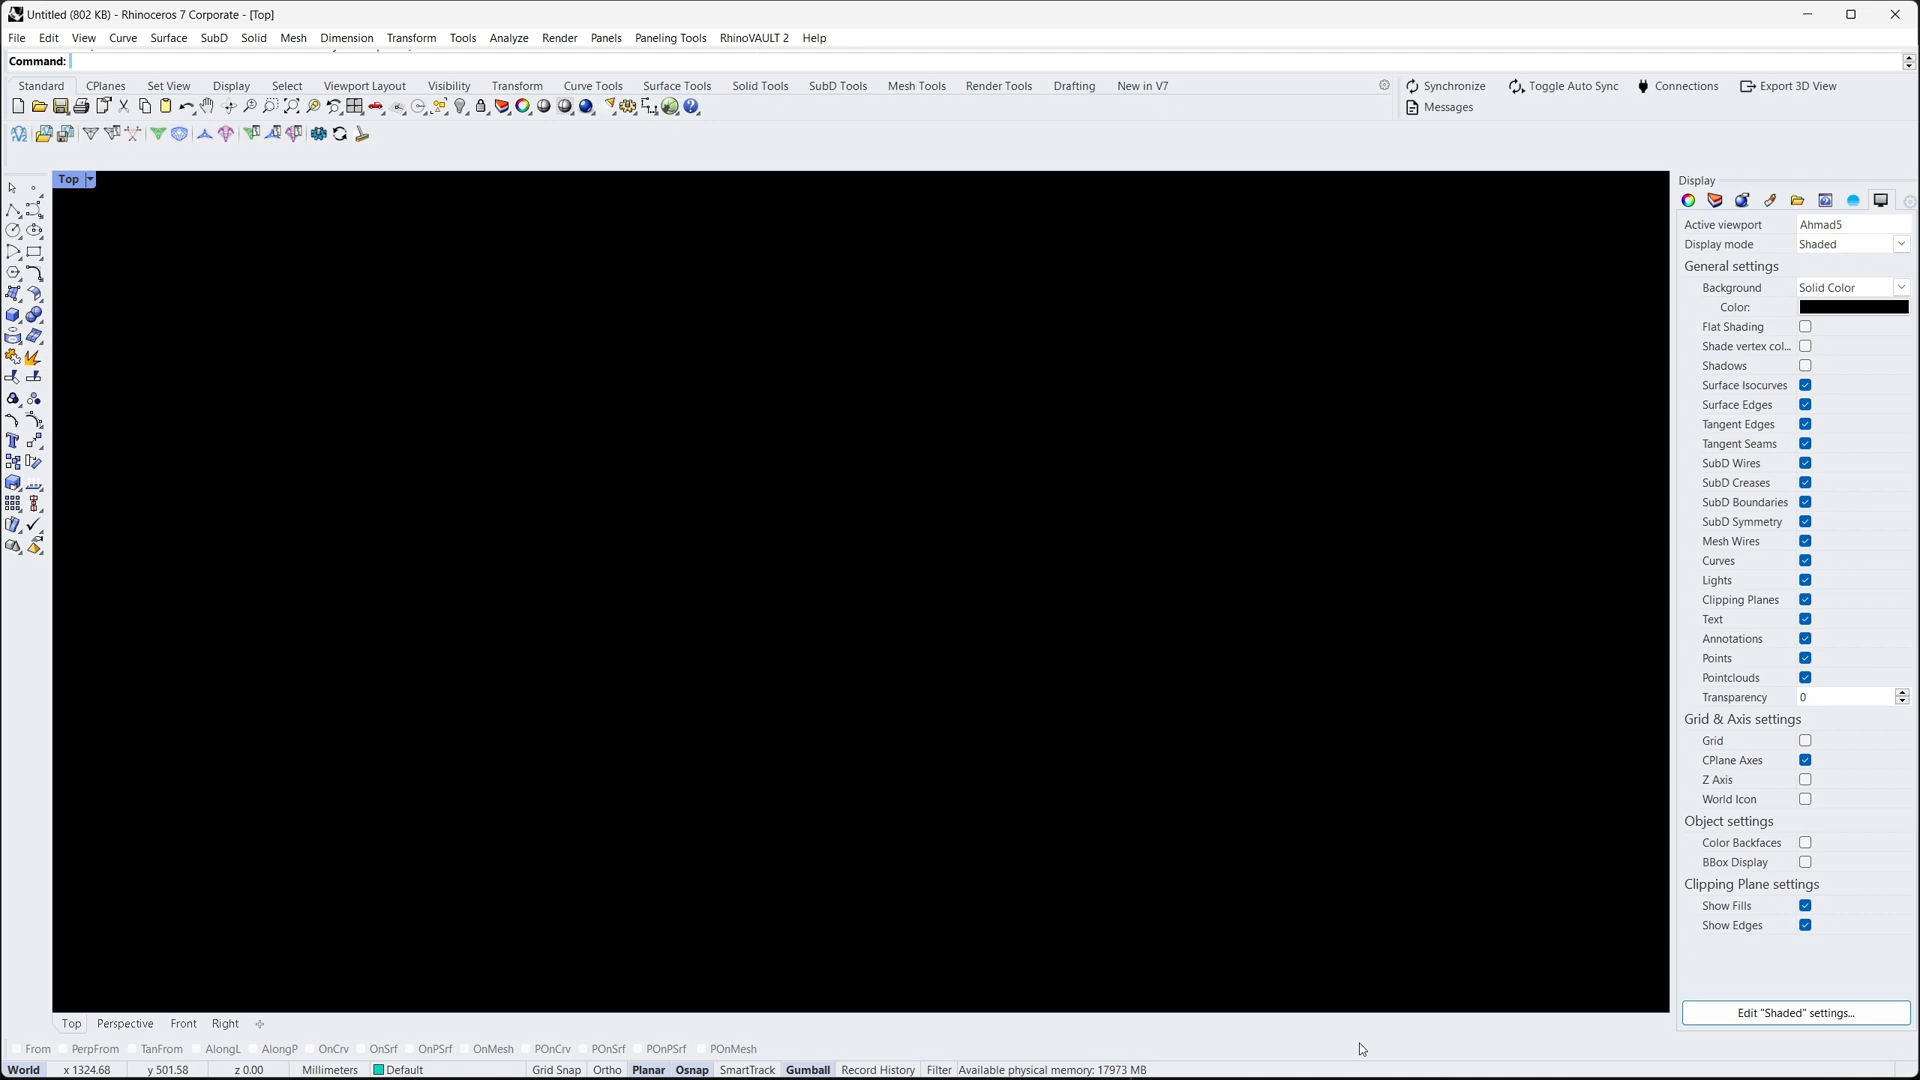 Untitled (802 KB) - Rhinoceros 7 Corporate - [Top]
File Edit View Curve Surface SubD Solid Mesh Dimension Transform Tools Analyze Render Panels Paneling Tools RhinoVAULT 2 Help
Command:
Standard CPlanes Set View Display Select Viewport Layout Visibility Transform Curve Tools Surface Tools Solid Tools SubD Tools Mesh Tools Render Tools Drafting New in V7
Synchronize Toggle Auto Sync Connections Export 3D View
Messages
Top
Display
Active viewport Ahmad5
Display mode Shaded
General settings
Background Solid Color
Color:
Flat Shading
Shade vertex col...
Shadows
Surface Isocurves
Surface Edges
Tangent Edges
Tangent Seams
SubD Wires
SubD Creases
SubD Boundaries
SubD Symmetry
Mesh Wires
Curves
Lights
Clipping Planes
Text
Annotations
Points
Pointclouds
Transparency 0
Grid & Axis settings
Grid
CPlane Axes
Z Axis
World Icon
Object settings
Color Backfaces
BBox Display
Clipping Plane settings
Show Fills
Show Edges
Edit "Shaded" settings...
Top Perspective Front Right
From PerpFrom TanFrom AlongL AlongP OnCrv OnSrf OnPSrf OnMesh POnCrv POnSrf POnPSrf POnMesh
World x 1324.68 y 501.58 z 0.00 Millimeters Default Grid Snap Ortho Planar Osnap SmartTrack Gumball Record History Filter Available physical memory: 17973 MB